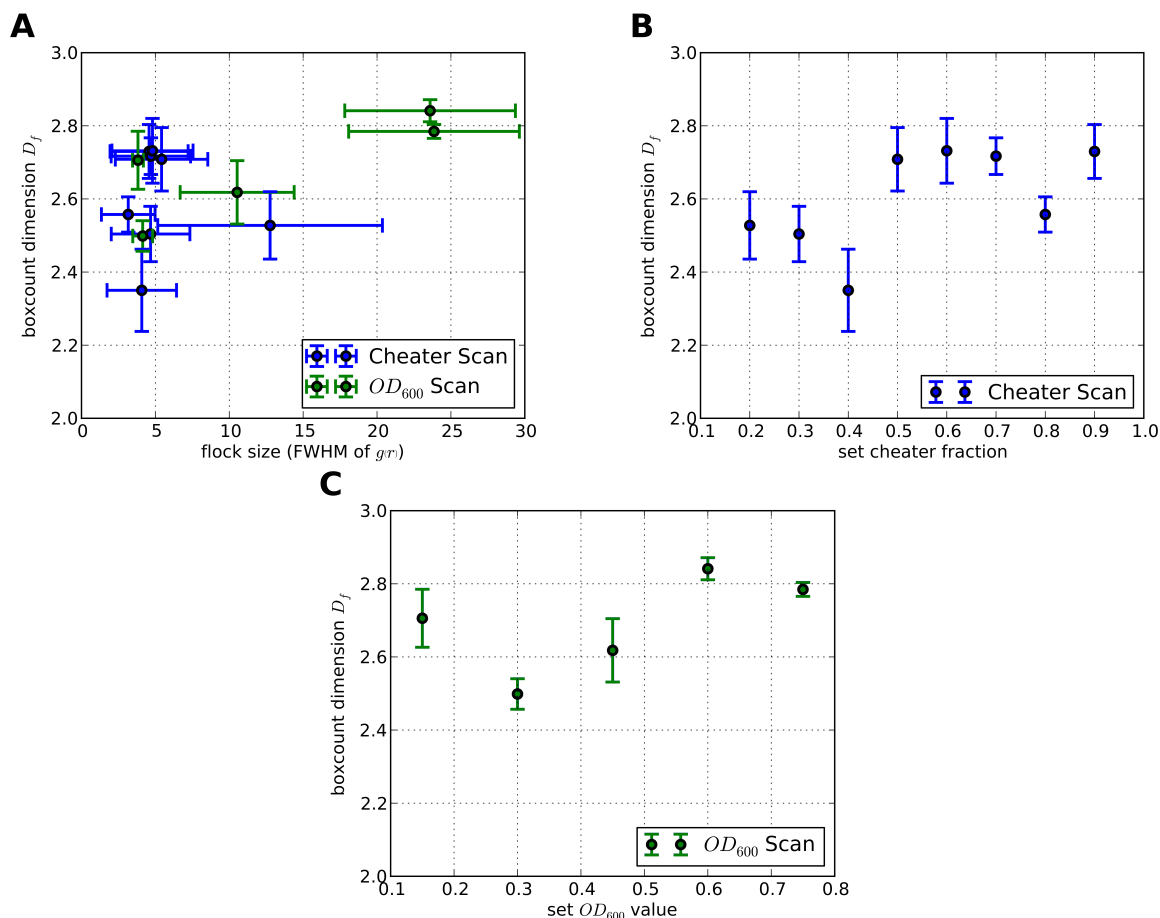 A
3.0
2.8
2.6
2.4
2.2
2.0
boxcount dimension D_f
0 5 10 15 20 25 30
flock size (FWHM of g(r))
Cheater Scan
OD_600 Scan
B
3.0
2.8
2.6
2.4
2.2
2.0
boxcount dimension D_f
0.1 0.2 0.3 0.4 0.5 0.6 0.7 0.8 0.9 1.0
set cheater fraction
Cheater Scan
C
3.0
2.8
2.6
2.4
2.2
2.0
boxcount dimension D_f
0.1 0.2 0.3 0.4 0.5 0.6 0.7 0.8
set OD_600 value
OD_600 Scan